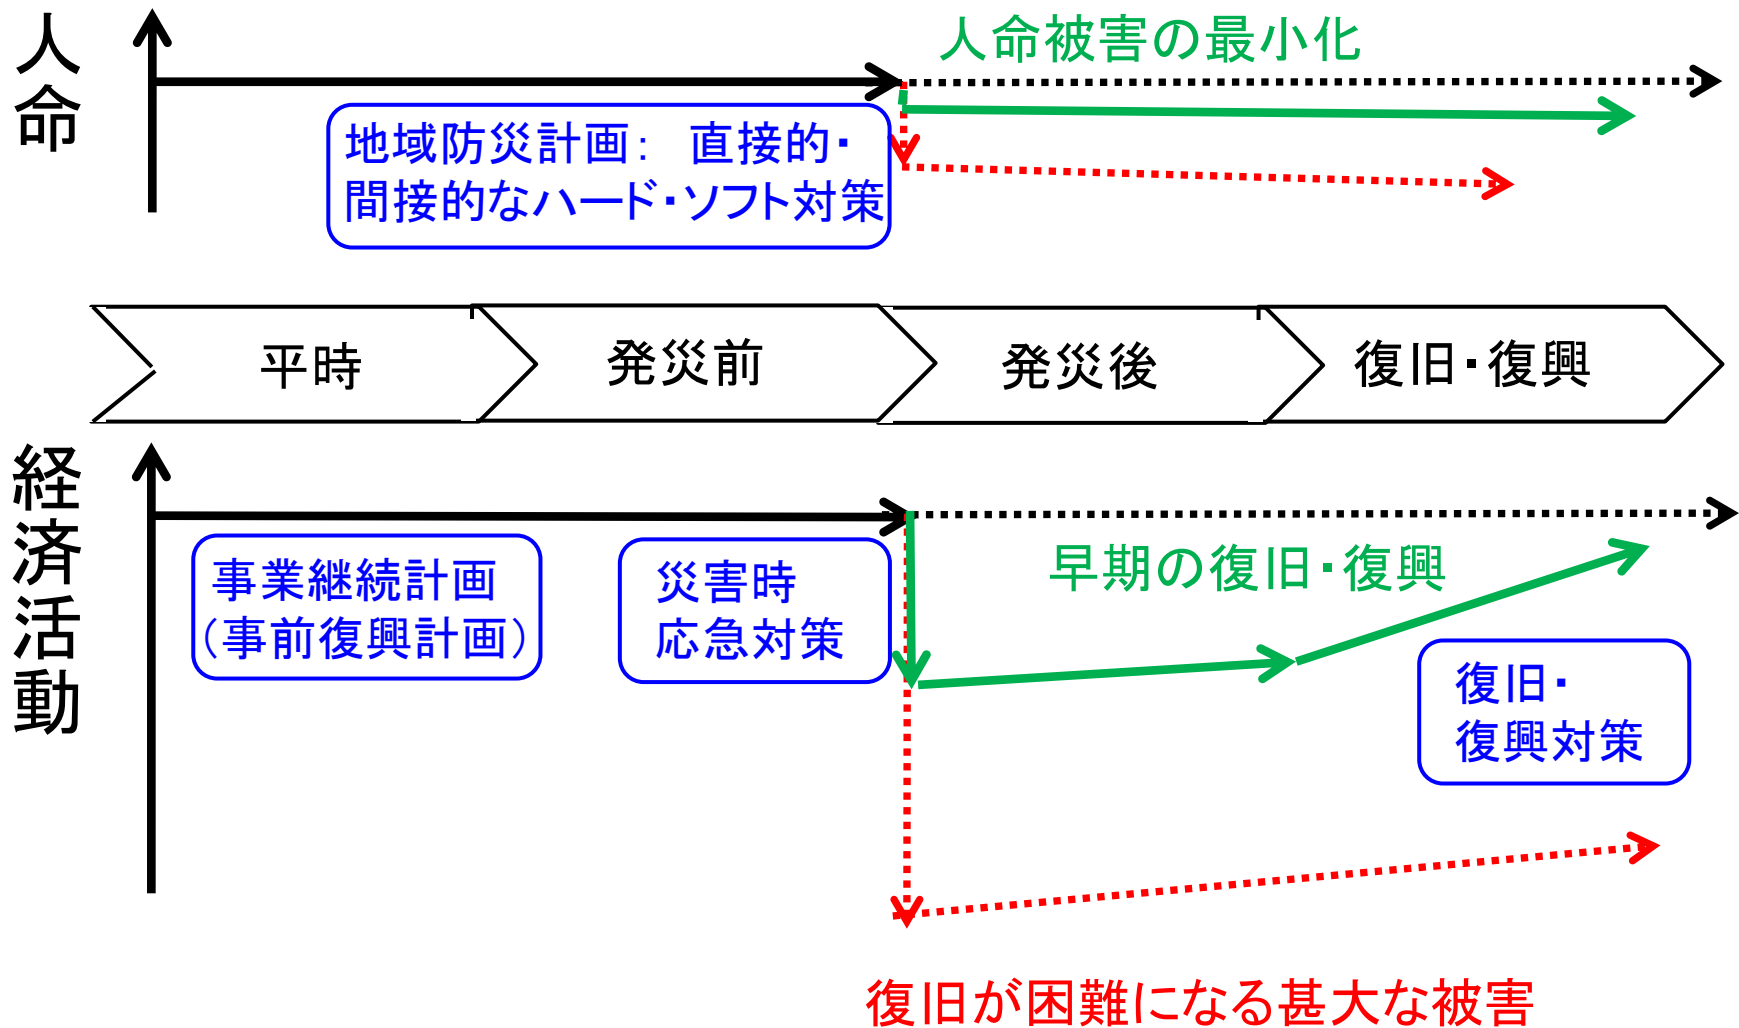 人命
人命被害の最小化
地域防災計画： 直接的・
間接的なハード・ソフト対策
平時
発災前
発災後
復旧・復興
経済活動
事業継続計画
（事前復興計画）
災害時
応急対策
早期の復旧・復興
復旧・
復興対策
復旧が困難になる甚大な被害